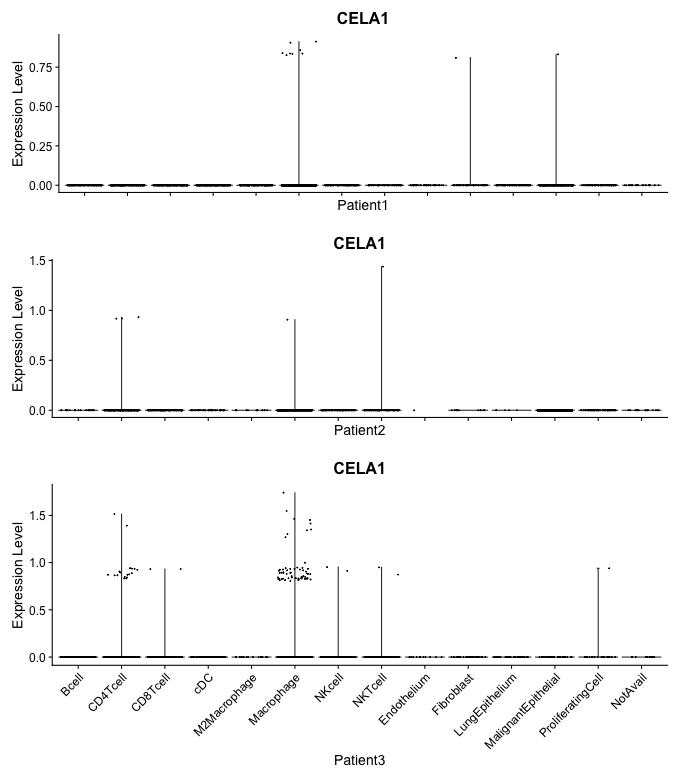 CELA1
Expression Level
0.75
0.50
0.25
0.00
Patient1
CELA1
Expression Level
1.5
1.0
0.5
0.0
Patient2
CELA1
Expression Level
1.5
1.0
0.5
0.0
Bcell
CD4Tcell
CD8Tcell
cDC
M2Macrophage
Macrophage
NKcell
NKTcell
Endothelium
Fibroblast
LungEpithelium
MalignantEpithelial
ProliferatingCell
NotAvail
Patient3